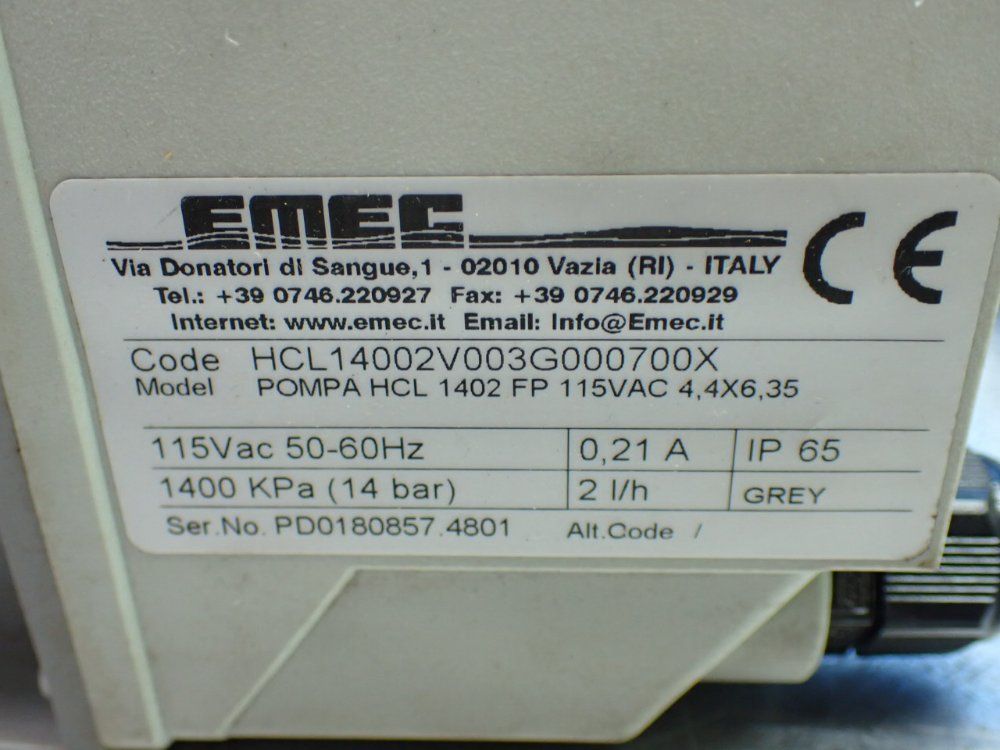 EMEC
CE
Via Donatori di Sangue,1 - 02010 Vazia (RI) - ITALY
Tel.: +39 0746.220927 Fax: +39 0746.220929
Internet: www.emec.it Email: Info@Emec.it
Code HCL14002V003G000700X
Model POMPA HCL 1402 FP 115VAC 4,4X6,35
115Vac 50-60Hz 0,21 A IP 65
1400 KPa (14 bar) 2 l/h GREY
Ser.No. PD0180857.4801 Alt.Code /